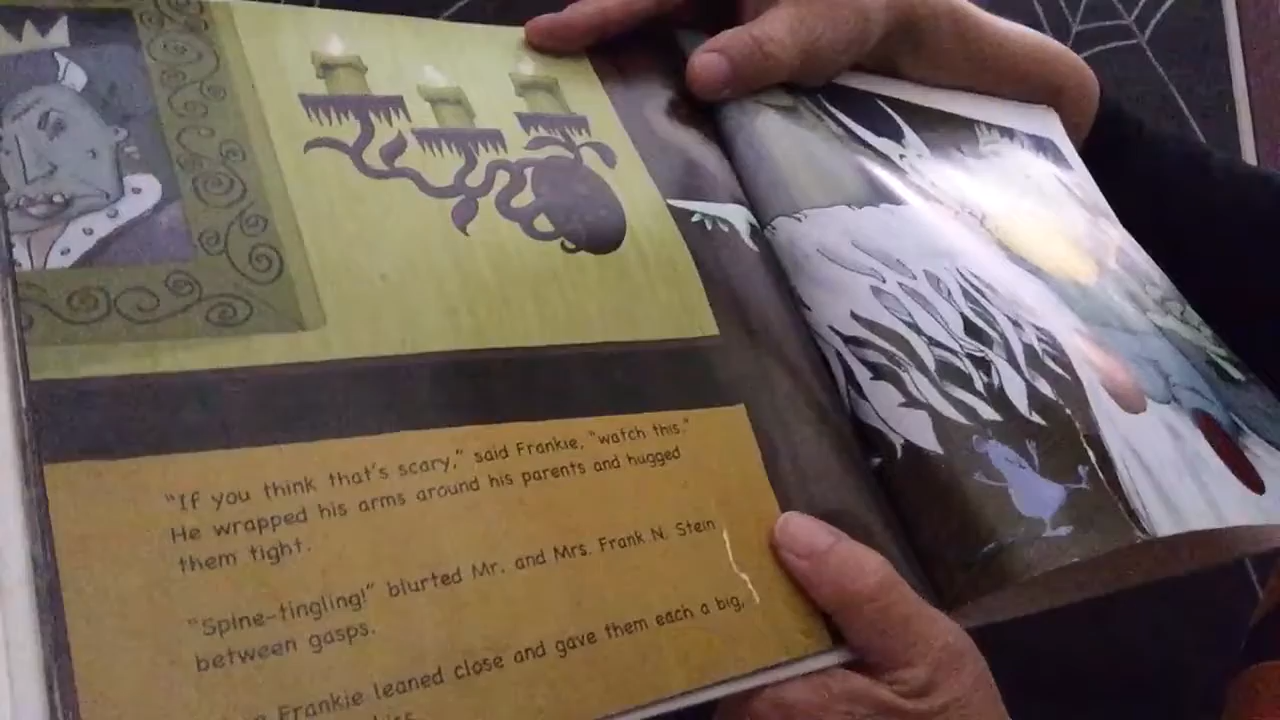 "If you think that's scary," said Frankie, "watch this."
He wrapped his arms around his parents and hugged
them tight.
"Spine-tingling!" blurted Mr. and Mrs. Frank N. Stein
between gasps.
Frankie leaned close and gave them each a big,